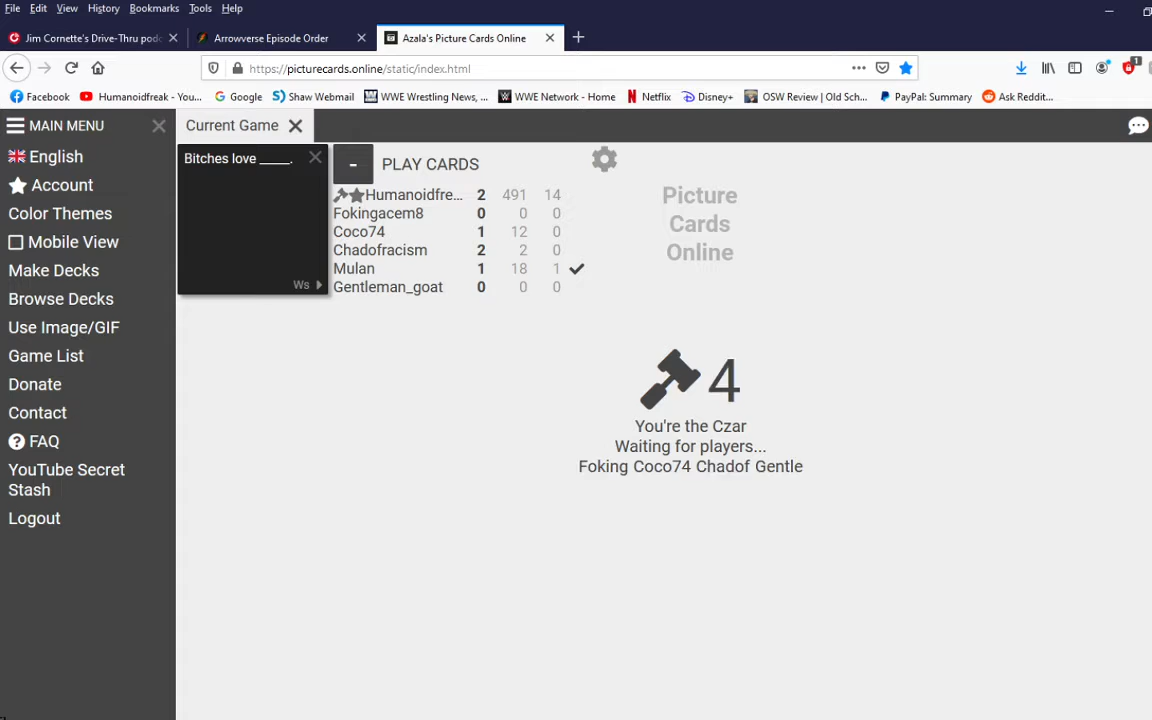 File Edit View History Bookmarks Tools Help
Jim Cornette's Drive-Thru pod
Arrowverse Episode Order
Azala's Picture Cards Online
https://picturecards.online/static/index.html
Facebook
Humanoidfreak - You...
Google
Shaw Webmail
WWE Wrestling News, ...
WWE Network - Home
Netflix
Disney+
OSW Review | Old Sch...
PayPal: Summary
Ask Reddit...
1
MAIN MENU
English
Account
Color Themes
Mobile View
Make Decks
Browse Decks
Use Image/GIF
Game List
Donate
Contact
FAQ
YouTube Secret
Stash
Logout
Current Game
Bitches love _____.
Ws
-
PLAY CARDS
Humanoidfre... 2 491 14
Fokingacem8 0 0 0
Coco74 1 12 0
Chadofracism 2 2 0
Mulan 1 18 1
Gentleman_goat 0 0 0
Picture
Cards
Online
4
You're the Czar
Waiting for players...
Foking Coco74 Chadof Gentle